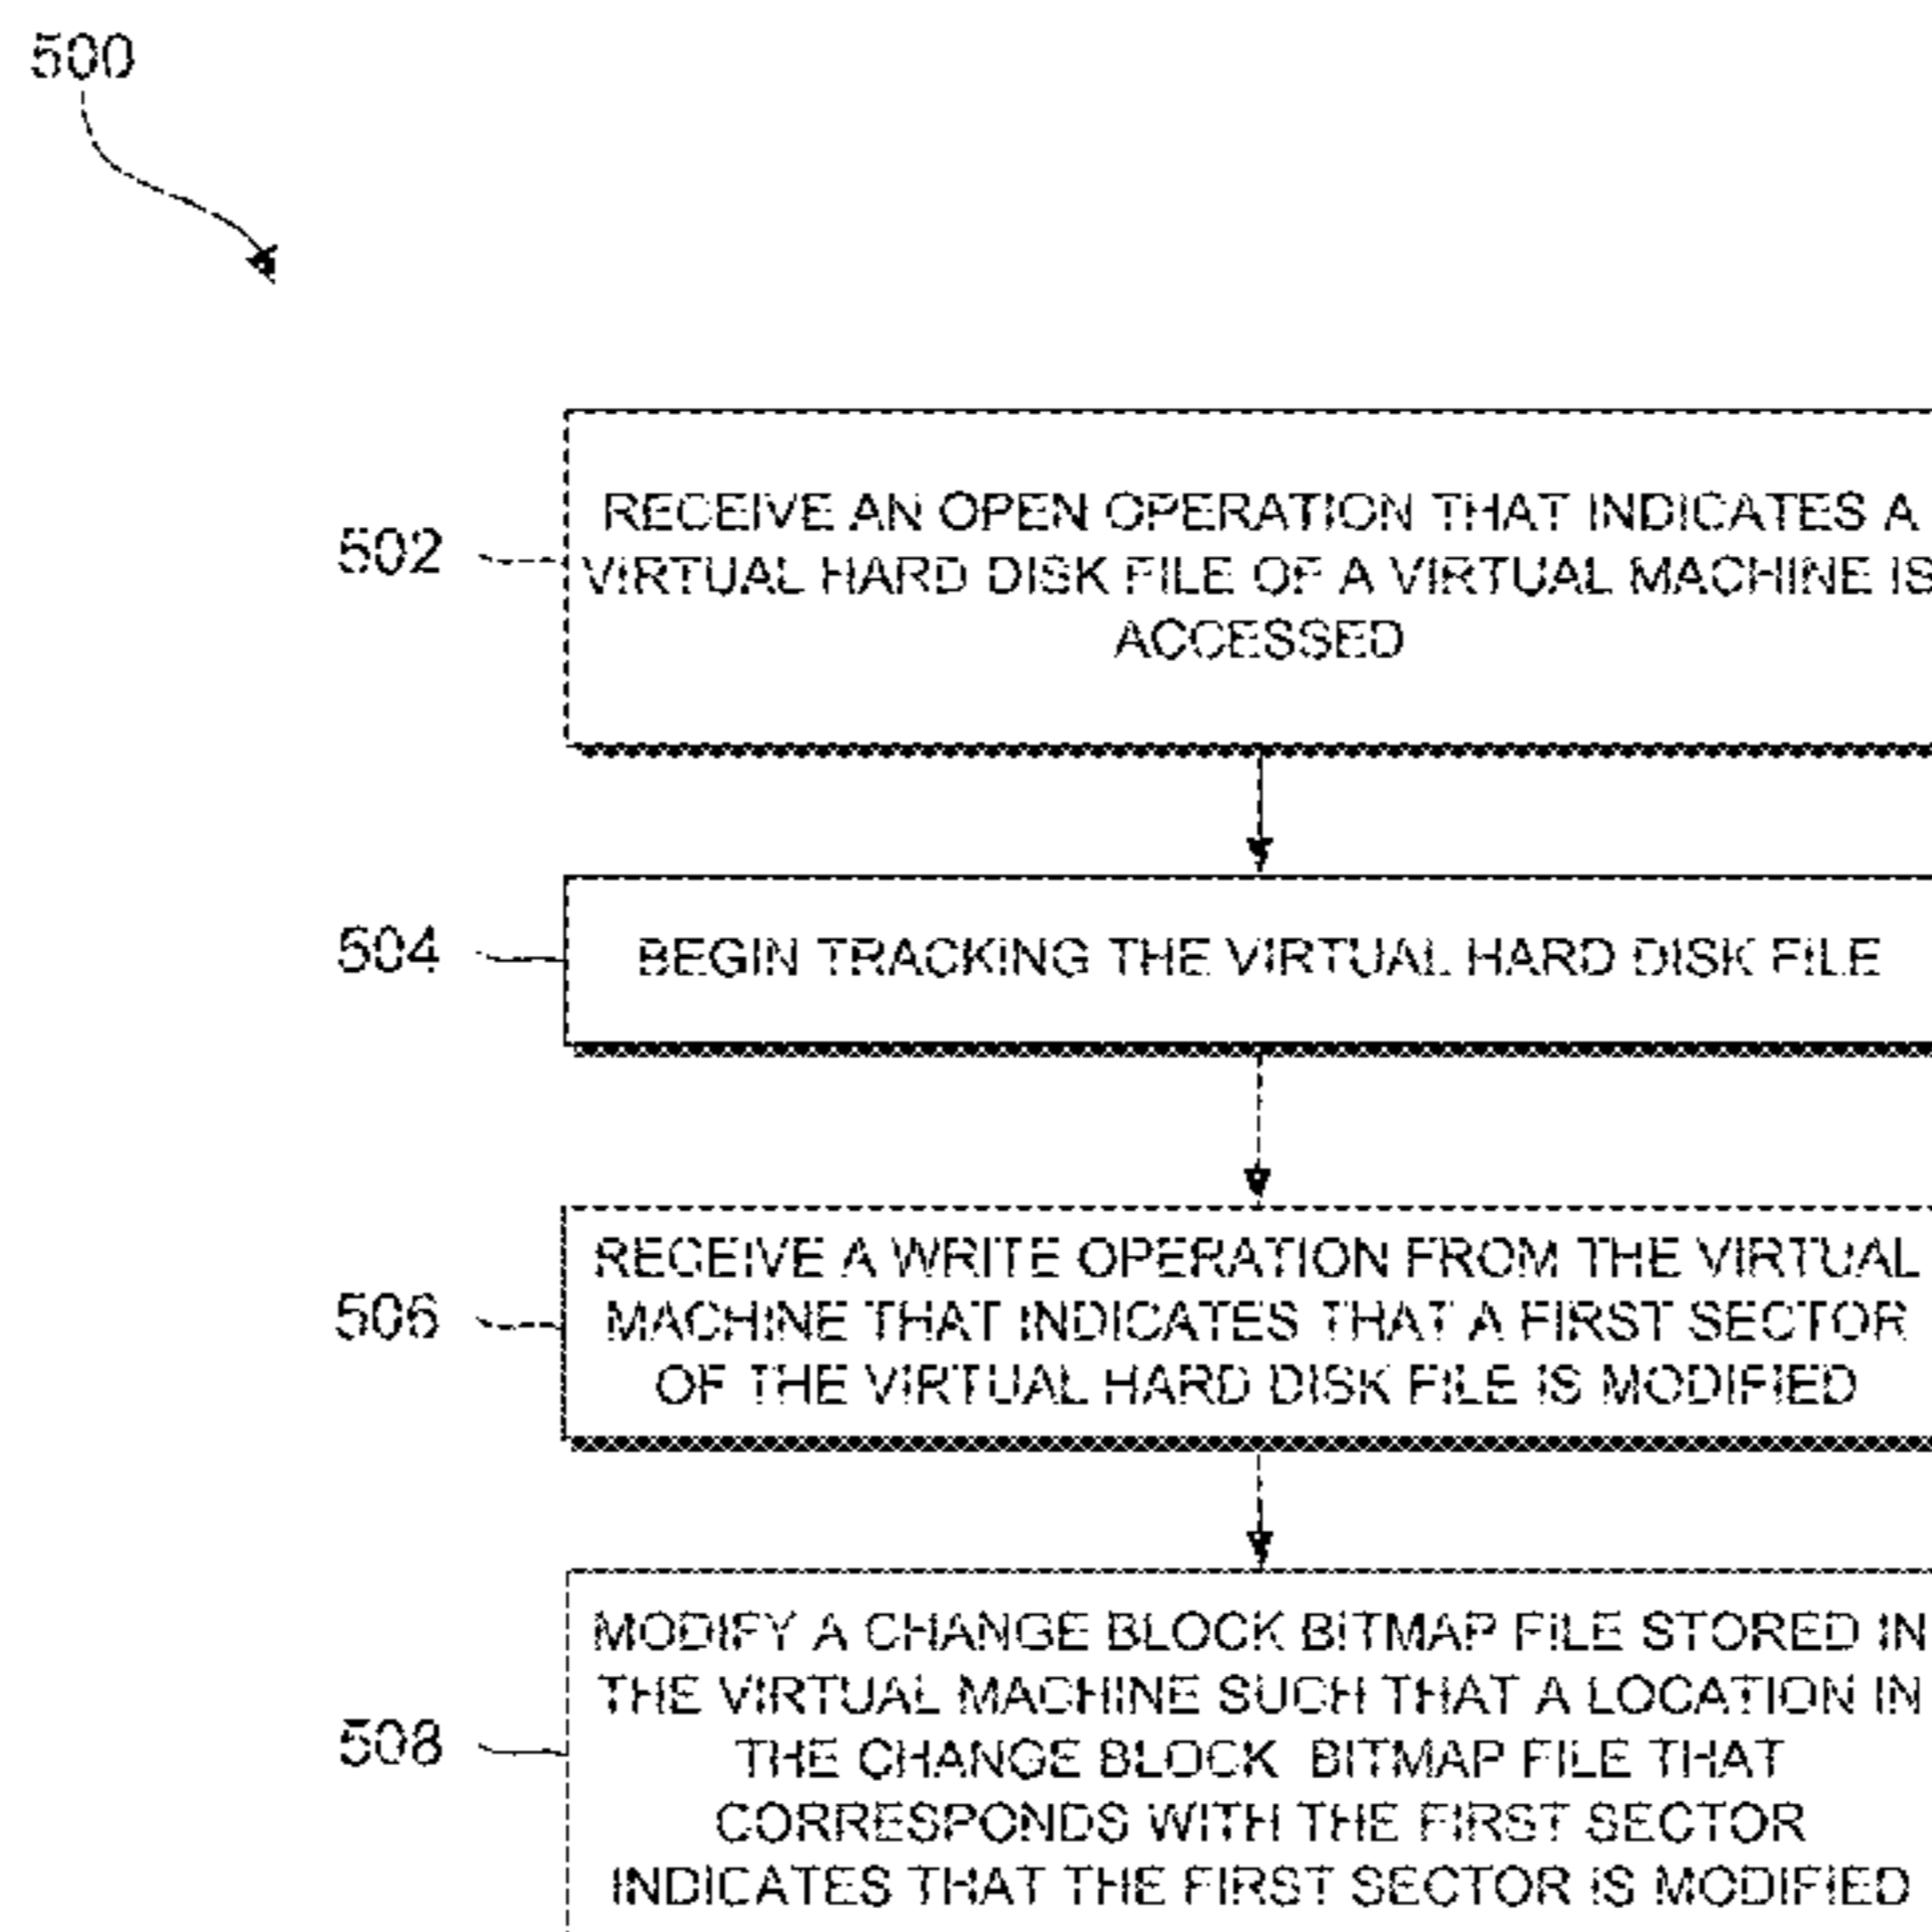 500
502
RECEIVE AN OPEN OPERATION THAT INDICATES A
VIRTUAL HARD DISK FILE OF A VIRTUAL MACHINE IS
ACCESSED
504
BEGIN TRACKING THE VIRTUAL HARD DISK FILE
506
RECEIVE A WRITE OPERATION FROM THE VIRTUAL
MACHINE THAT INDICATES THAT A FIRST SECTOR
OF THE VIRTUAL HARD DISK FILE IS MODIFIED
508
MODIFY A CHANGE BLOCK BITMAP FILE STORED IN
THE VIRTUAL MACHINE SUCH THAT A LOCATION IN
THE CHANGE BLOCK BITMAP FILE THAT
CORRESPONDS WITH THE FIRST SECTOR
INDICATES THAT THE FIRST SECTOR IS MODIFIED